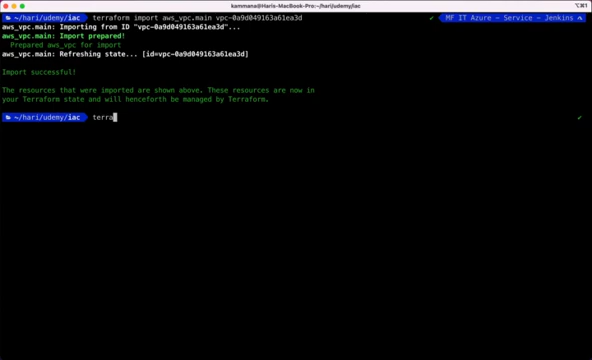 kammana@Haris-MacBook-Pro:~/hari/udemy/iac
⌥⌘1
~/hari/udemy/iac terraform import aws_vpc.main vpc-0a9d049163a61ea3d ✓ MF IT Azure - Service - Jenkins
aws_vpc.main: Importing from ID "vpc-0a9d049163a61ea3d"...
aws_vpc.main: Import prepared!
Prepared aws_vpc for import
aws_vpc.main: Refreshing state... [id=vpc-0a9d049163a61ea3d]
Import successful!
The resources that were imported are shown above. These resources are now in
your Terraform state and will henceforth be managed by Terraform.
~/hari/udemy/iac terra ✓